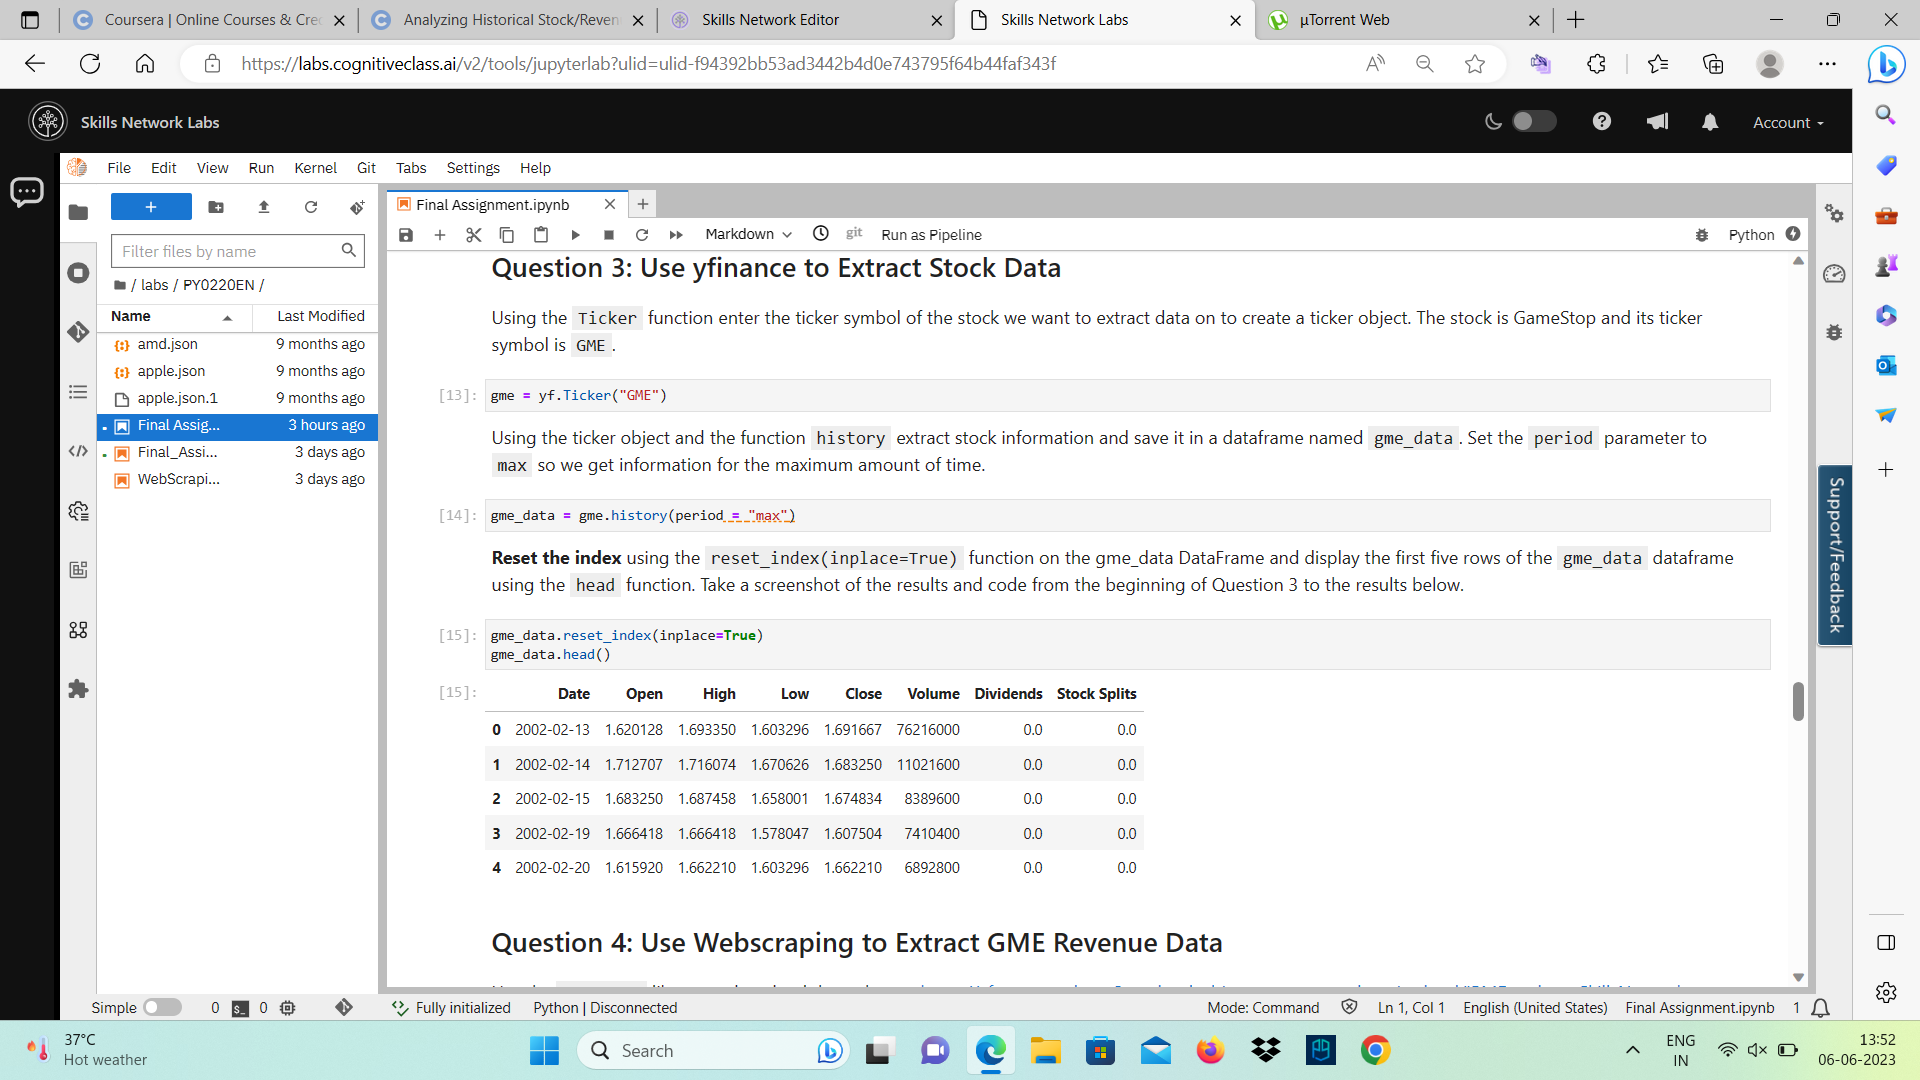 Coursera | Online Courses & Cre
Analyzing Historical Stock/Reven
Skills Network Editor
Skills Network Labs
µTorrent Web
https://labs.cognitiveclass.ai/v2/tools/jupyterlab?ulid=ulid-f94392bb53ad3442b4d0e743795f64b44faf343f
Skills Network Labs
Account
File Edit View Run Kernel Git Tabs Settings Help
Final Assignment.ipynb
Filter files by name
Markdown
git
Run as Pipeline
Python
/ labs / PY0220EN /
Name Last Modified
amd.json 9 months ago
apple.json 9 months ago
apple.json.1 9 months ago
Final Assig... 3 hours ago
Final_Assi... 3 days ago
WebScrapi... 3 days ago
Question 3: Use yfinance to Extract Stock Data
Using the Ticker function enter the ticker symbol of the stock we want to extract data on to create a ticker object. The stock is GameStop and its ticker
symbol is GME .
[13]: gme = yf.Ticker("GME")
Using the ticker object and the function history extract stock information and save it in a dataframe named gme_data . Set the period parameter to
max so we get information for the maximum amount of time.
[14]: gme_data = gme.history(period = "max")
Reset the index using the reset_index(inplace=True) function on the gme_data DataFrame and display the first five rows of the gme_data dataframe
using the head function. Take a screenshot of the results and code from the beginning of Question 3 to the results below.
[15]: gme_data.reset_index(inplace=True)
gme_data.head()
[15]: Date Open High Low Close Volume Dividends Stock Splits
0 2002-02-13 1.620128 1.693350 1.603296 1.691667 76216000 0.0 0.0
1 2002-02-14 1.712707 1.716074 1.670626 1.683250 11021600 0.0 0.0
2 2002-02-15 1.683250 1.687458 1.658001 1.674834 8389600 0.0 0.0
3 2002-02-19 1.666418 1.666418 1.578047 1.607504 7410400 0.0 0.0
4 2002-02-20 1.615920 1.662210 1.603296 1.662210 6892800 0.0 0.0
Question 4: Use Webscraping to Extract GME Revenue Data
Support/Feedback
Simple 0 0 Fully initialized Python | Disconnected Mode: Command Ln 1, Col 1 English (United States) Final Assignment.ipynb 1
37°C
Hot weather
Search
ENG
IN
13:52
06-06-2023